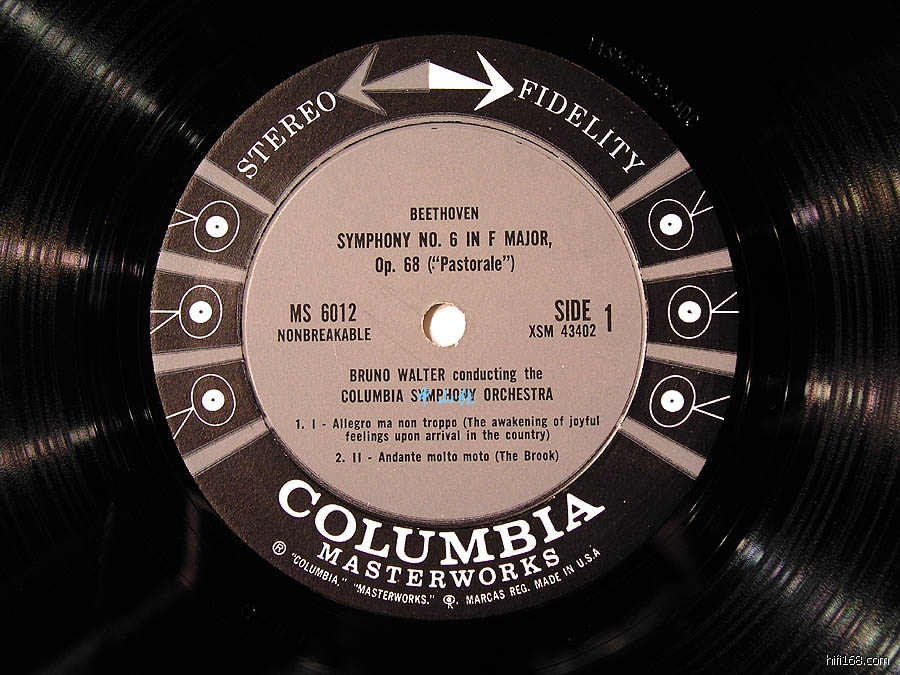 STEREO FIDELITY
BEETHOVEN
SYMPHONY NO. 6 IN F MAJOR,
Op. 68 ("Pastorale")
MS 6012
NONBREAKABLE
SIDE 1
XSM 43402
BRUNO WALTER conducting the
COLUMBIA SYMPHONY ORCHESTRA
1. I - Allegro ma non troppo (The awakening of joyful
feelings upon arrival in the country)
2. II - Andante molto moto (The Brook)
COLUMBIA
MASTERWORKS
® "COLUMBIA," "MASTERWORKS." MARCAS REG. MADE IN U.S.A
hifi168.com